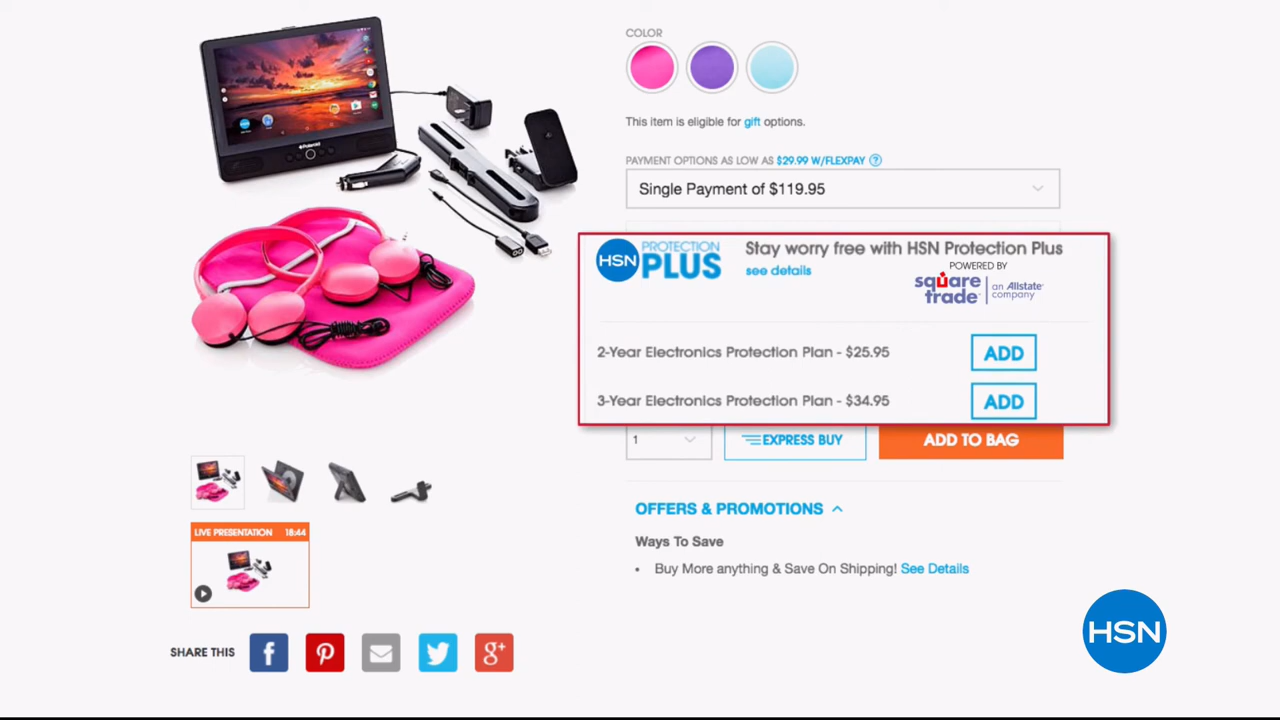 COLOR
This item is eligible for gift options.
PAYMENT OPTIONS AS LOW AS $29.99 W/FLEXPAY ?
Single Payment of $119.95
HSN PROTECTION PLUS
Stay worry free with HSN Protection Plus
see details
POWERED BY
square trade
an Allstate company
2-Year Electronics Protection Plan - $25.95
ADD
3-Year Electronics Protection Plan - $34.95
ADD
1
EXPRESS BUY
ADD TO BAG
OFFERS & PROMOTIONS
Ways To Save
• Buy More anything & Save On Shipping! See Details
Polaroid
LIVE PRESENTATION 18:44
SHARE THIS
f
g+
HSN